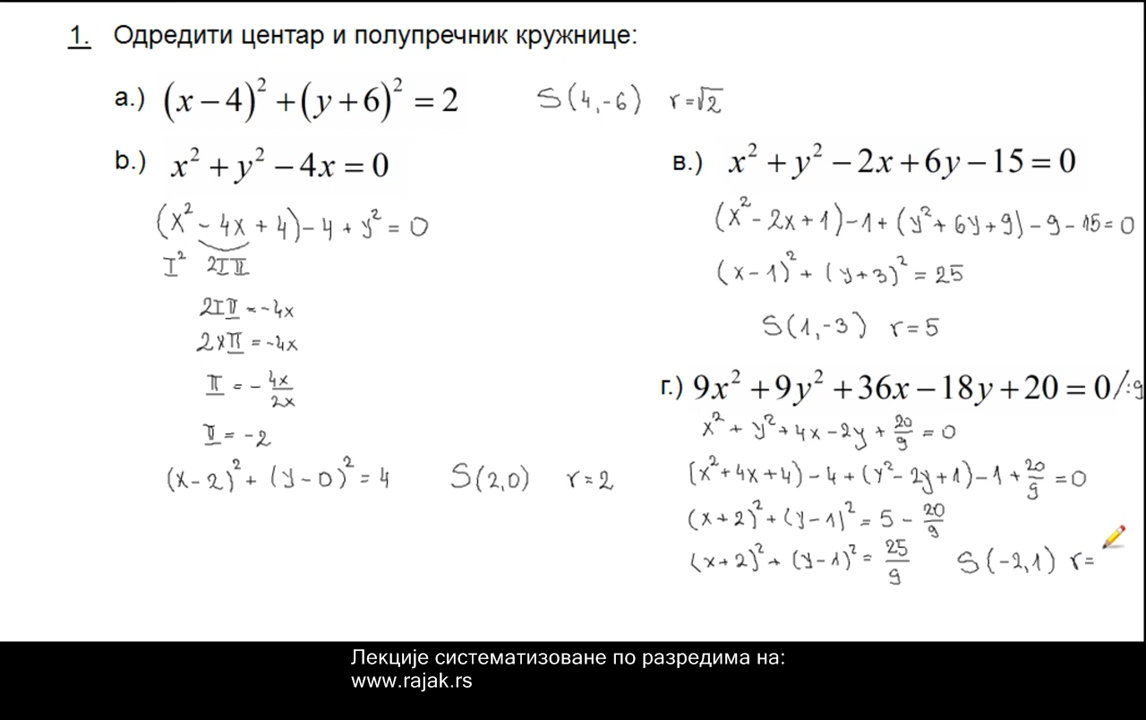 1. Одредити центар и полупречник кружнице:
а.) (x − 4)² + (y + 6)² = 2 S(4,-6) r=√2
b.) x² + y² − 4x = 0
(x² - 4x + 4) - 4 + y² = 0
I² 2I II
2I II = -4x
2x II = -4x
II = - 4x/2x
II = -2
(x-2)² + (y-0)² = 4 S(2,0) r=2
в.) x² + y² − 2x + 6y − 15 = 0
(x² - 2x + 1) - 1 + (y² + 6y + 9) - 9 - 15 = 0
(x-1)² + (y+3)² = 25
S(1,-3) r=5
г.) 9x² + 9y² + 36x − 18y + 20 = 0 /:9
x² + y² + 4x - 2y + 20/9 = 0
(x² + 4x + 4) - 4 + (y² - 2y + 1) - 1 + 20/9 = 0
(x+2)² + (y-1)² = 5 - 20/9
(x+2)² + (y-1)² = 25/9 S(-2,1) r=
Лекције систематизоване по разредима на:
www.rajak.rs